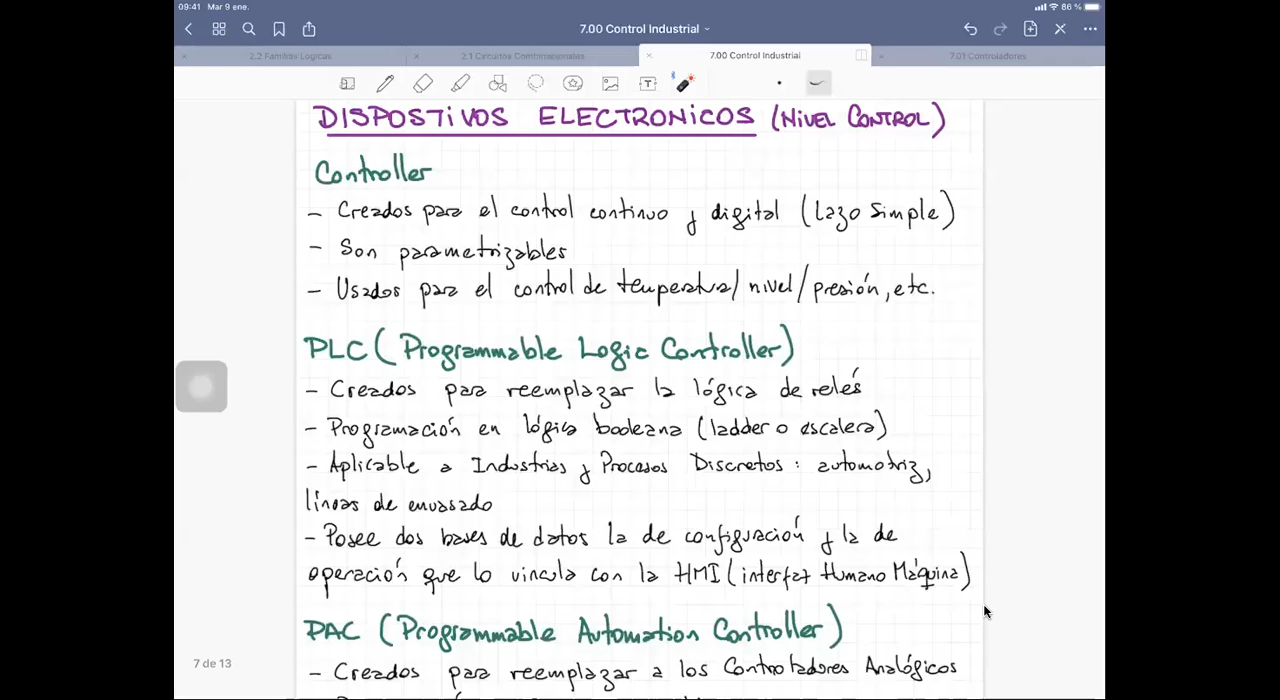 09:41 Mar 9 ene.
86 %
7.00 Control Industrial
2.2 Familias Logicas
2.1 Circuitos Combinacionales
7.00 Control Industrial
7.01 Controladores
DISPOSTIVOS ELECTRONICOS (NIVEL CONTROL)
Controller
- Creados para el control continuo y digital (Lazo Simple)
- Son parametrizables
- Usados para el control de temperatura/nivel/presión, etc.
PLC (Programmable Logic Controller)
- Creados para reemplazar la lógica de relés
- Programación en lógica booleana (ladder o escalera)
- Aplicable a Industrias y Procesos Discretos: automotriz,
líneas de envasado
- Posee dos bases de datos la de configuración y la de
operación que lo vincula con la HMI (interfaz Humano Máquina)
PAC (Programmable Automation Controller)
- Creados para reemplazar a los Controladores Analógicos
7 de 13